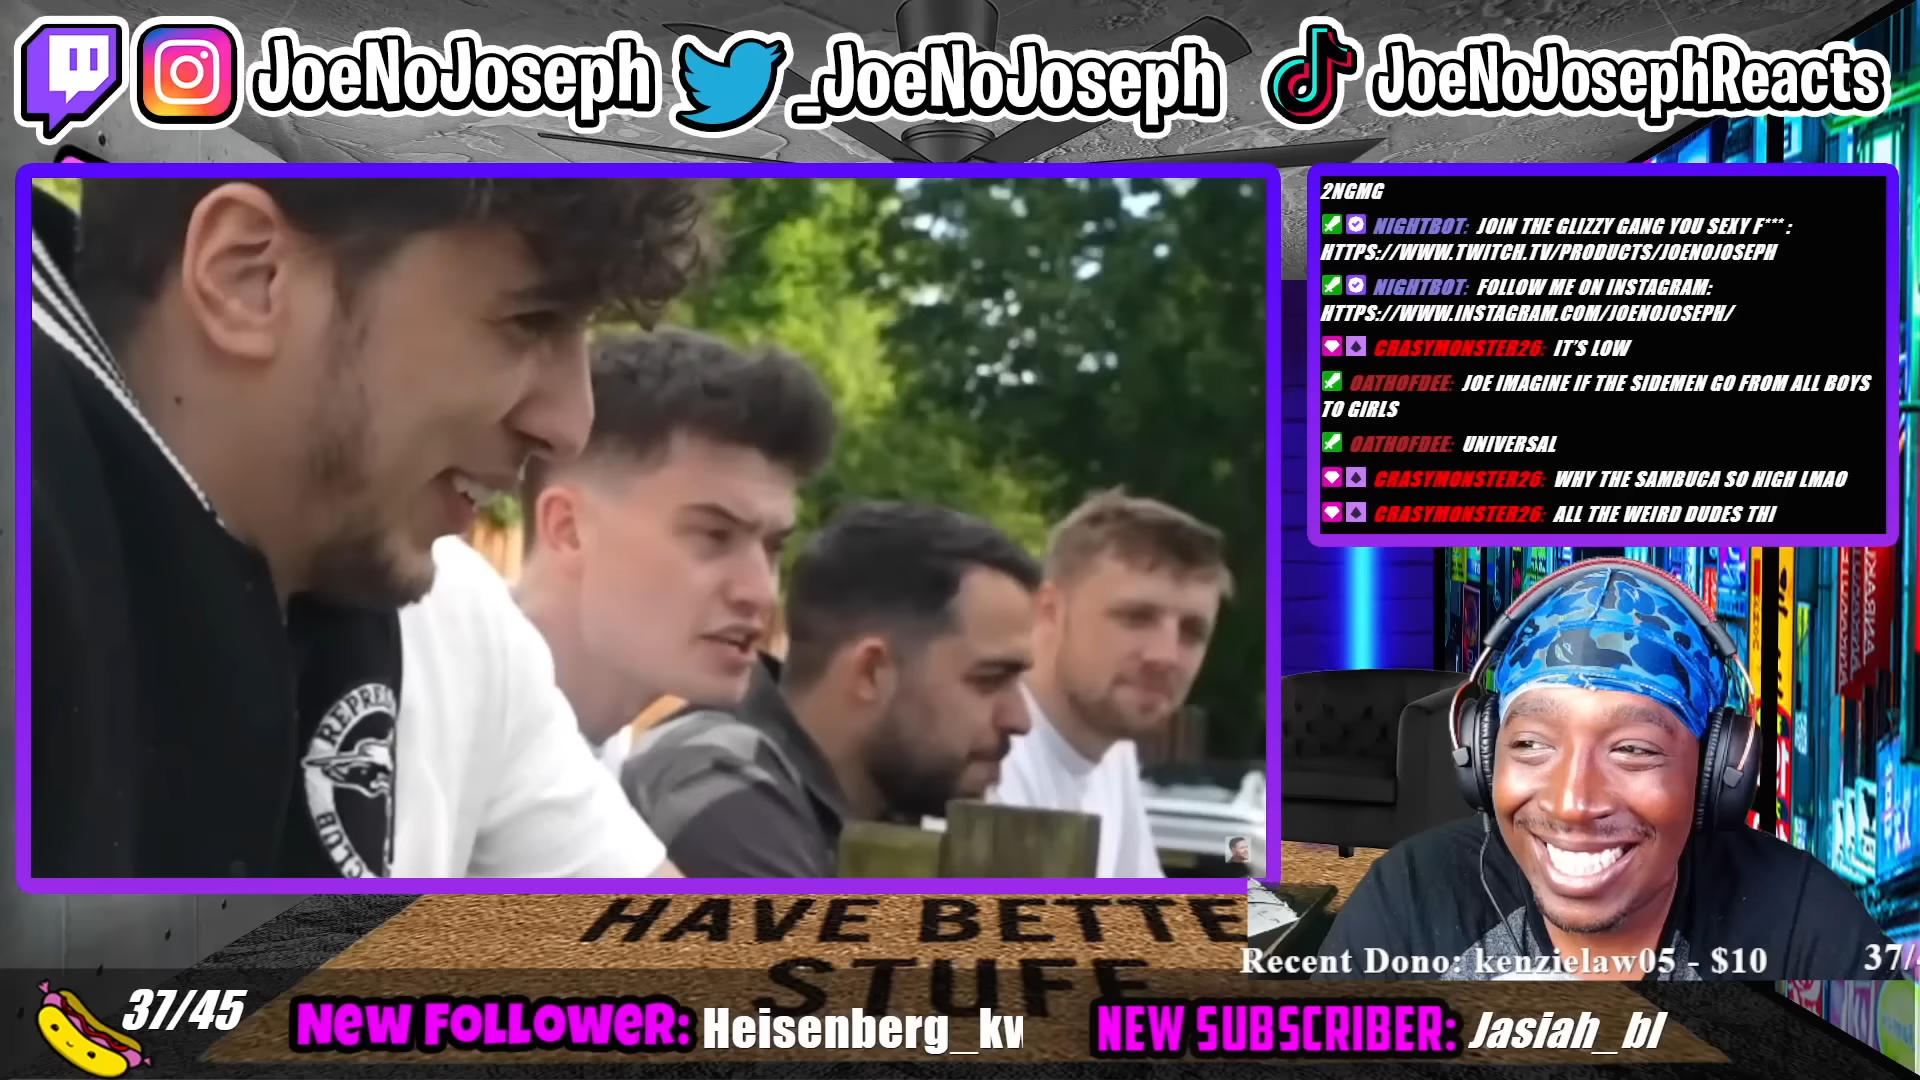 JoeNoJoseph
_JoeNoJoseph
JoeNoJosephReacts
2NGMG
NIGHTBOT: JOIN THE GLIZZY GANG YOU SEXY F*** :
HTTPS://WWW.TWITCH.TV/PRODUCTS/JOENOJOSEPH
NIGHTBOT: FOLLOW ME ON INSTAGRAM:
HTTPS://WWW.INSTAGRAM.COM/JOENOJOSEPH/
CRASYMONSTER26: IT'S LOW
OATHOFDEE: JOE IMAGINE IF THE SIDEMEN GO FROM ALL BOYS
TO GIRLS
OATHOFDEE: UNIVERSAL
CRASYMONSTER26: WHY THE SAMBUCA SO HIGH LMAO
CRASYMONSTER26: ALL THE WEIRD DUDES THI
CLUB
HAVE BETTE
STUFF
Recent Dono: kenzielaw05 - $10
37/4
37/45
NEW FOLLOWER: Heisenberg_kv
NEW SUBSCRIBER: Jasiah_bl